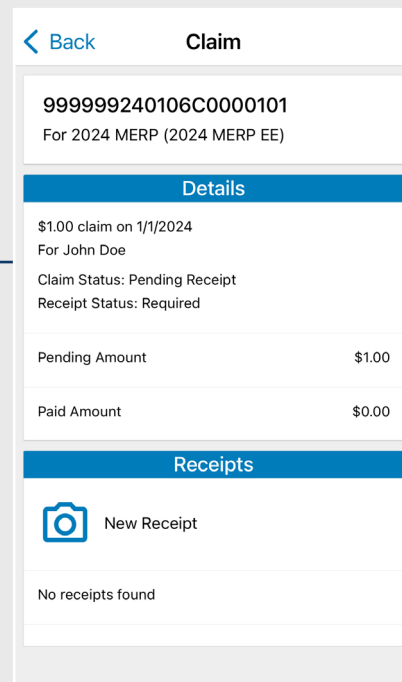 Back
Claim
999999240106C0000101
For 2024 MERP (2024 MERP EE)
Details
$1.00 claim on 1/1/2024
For John Doe
Claim Status: Pending Receipt
Receipt Status: Required
Pending Amount $1.00
Paid Amount $0.00
Receipts
New Receipt
No receipts found